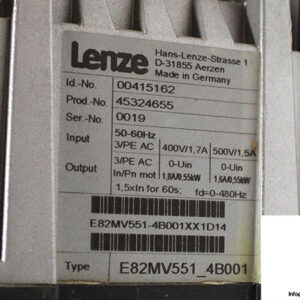 Lenze
Hans-Lenze-Strasse 1
D-31855 Aerzen
Made in Germany
Id.-No. 00415162
Prod.-No. 45324655
Ser.-No. 0019
Input 50-60Hz 3/PE AC 400V/1,7A 500V/1.5A
Output 3/PE AC 0-Uin 0-Uin
In/Pn mot 1,8A/0,55kW 1,6A/0,55kW
1,5xIn for 60s; fd=0-480Hz
E82MV551-4B001XX1D14
Type E82MV551_4B001